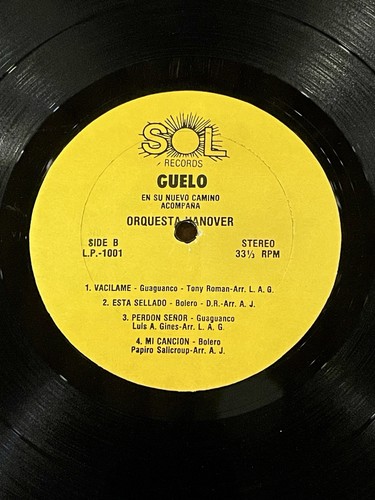 SOL
RECORDS
GUELO
EN SU NUEVO CAMINO
ACOMPAÑA
ORQUESTA HANOVER
SIDE B
L.P.-1001
STEREO
33⅓ RPM
1. VACILAME - Guaguanco - Tony Roman-Arr. L. A. G.
2. ESTA SELLADO - Bolero - D.R.-Arr. A. J.
3. PERDON SEÑOR - Guaguanco
Luis A. Gines-Arr. L. A. G.
4. MI CANCION - Bolero
Papiro Salicroup-Arr. A. J.